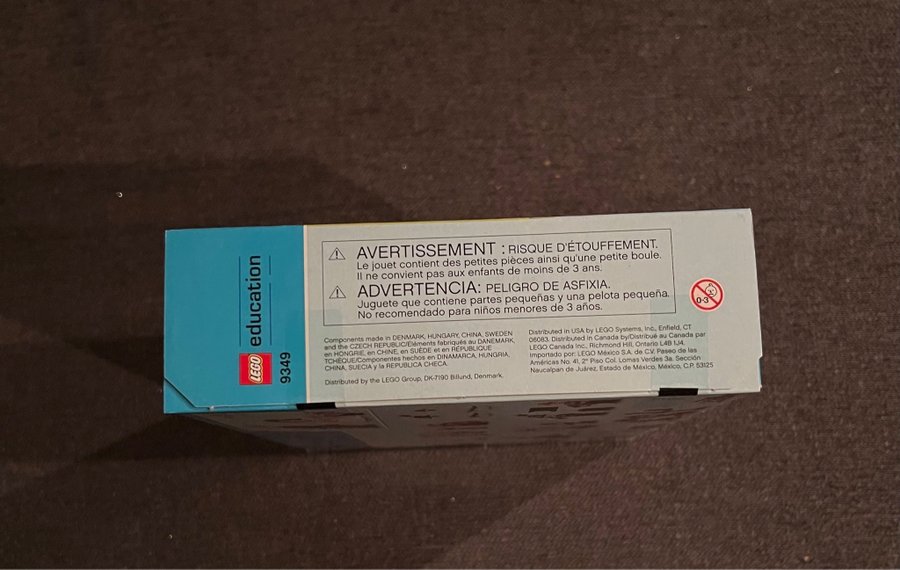 LEGO education
9349
AVERTISSEMENT : RISQUE D'ÉTOUFFEMENT.
Le jouet contient des petites pièces ainsi qu'une petite boule.
Il ne convient pas aux enfants de moins de 3 ans.
ADVERTENCIA: PELIGRO DE ASFIXIA.
Juguete que contiene partes pequeñas y una pelota pequeña.
No recomendado para niños menores de 3 años.
0-3
Components made in DENMARK, HUNGARY, CHINA, SWEDEN
and the CZECH REPUBLIC/Éléments fabriqués au DANEMARK,
en HONGRIE, en CHINE, en SUÈDE et en RÉPUBLIQUE
TCHÈQUE/Componentes hechos en DINAMARCA, HUNGRIA,
CHINA, SUECIA y la REPUBLICA CHECA.
Distributed by the LEGO Group, DK-7190 Billund, Denmark.
Distributed in USA by LEGO Systems, Inc., Enfield, CT
06083. Distributed in Canada by/Distribué au Canada par
LEGO Canada Inc. Richmond Hill, Ontario L4B 1J4.
Importado por: LEGO México S.A. de C.V. Paseo de las
Américas No. 41, 2° Piso Col. Lomas Verdes 3a. Sección
Naucalpan de Juárez, Estado de México, México, C.P. 53125